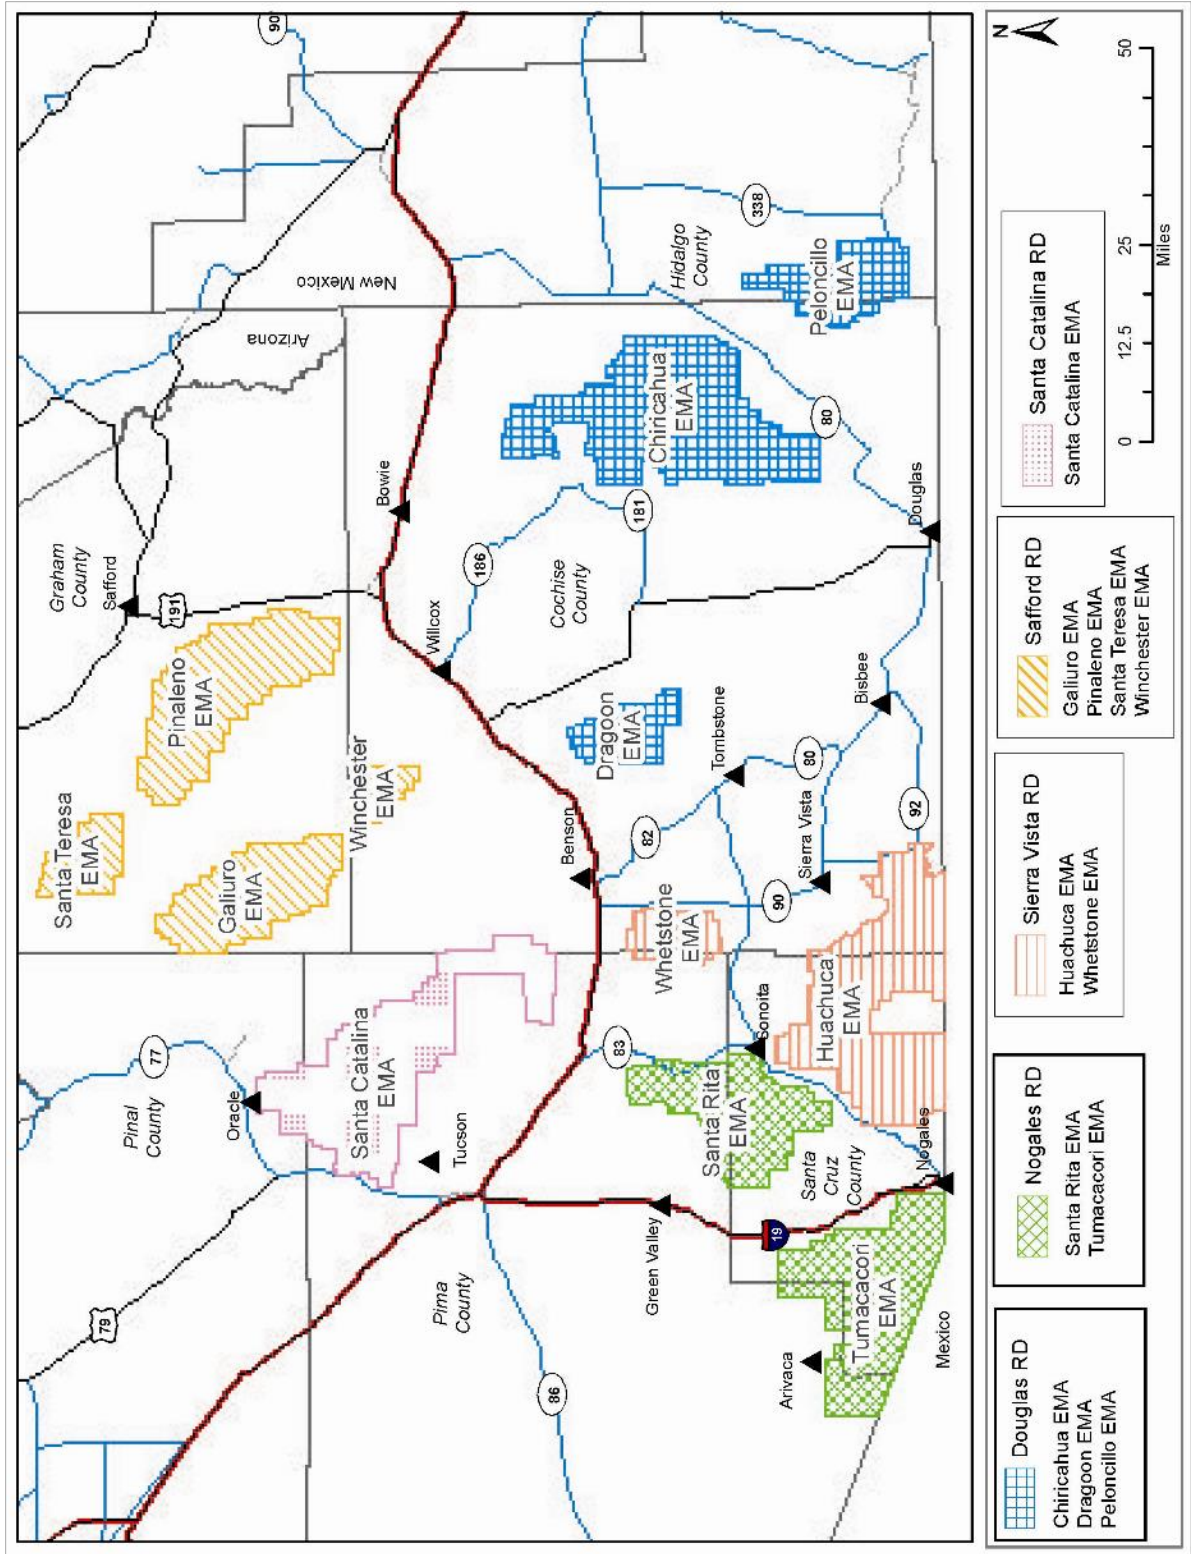 Pinal
County
77
79
Oracle
Santa Catalina
EMA
Tucson
Pima
County
86
Santa Teresa
EMA
Galiuro
EMA
Pinaleno
EMA
Winchester
EMA
Graham
County
Safford
191
Arizona
New Mexico
90
Bowie
Willcox
186
Benson
Cochise
County
181
Dragoon
EMA
Chiricahua
EMA
Hidalgo
County
338
Peloncillo
EMA
80
Douglas
Tombstone
80
82
Bisbee
92
Sierra Vista
90
Whetstone
EMA
Huachuca
EMA
Sonoita
83
Santa Rita
EMA
Green Valley
Santa
Cruz
County
19
Nogales
Arivaca
Tumacacori
EMA
Mexico
Douglas RD
Chiricahua EMA
Dragoon EMA
Peloncillo EMA
Nogales RD
Santa Rita EMA
Tumacacori EMA
Sierra Vista RD
Huachuca EMA
Whetstone EMA
Safford RD
Galiuro EMA
Pinaleno EMA
Santa Teresa EMA
Winchester EMA
Santa Catalina RD
Santa Catalina EMA
N
0 12.5 25 50
Miles